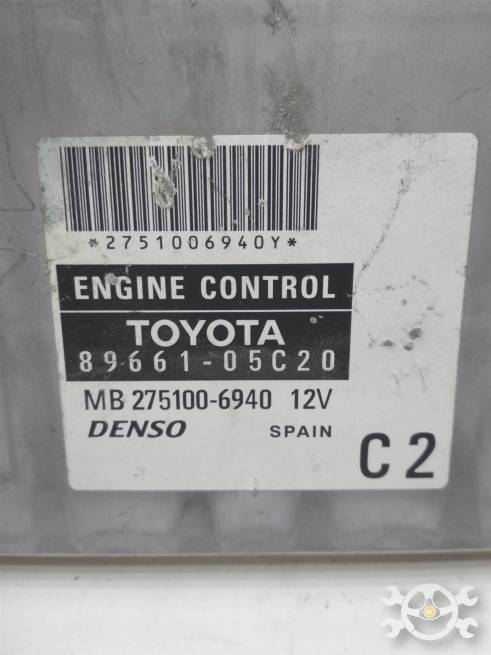 *2751006940Y*
ENGINE CONTROL
TOYOTA
89661-05C20
MB 275100-6940 12V
DENSO SPAIN
C2